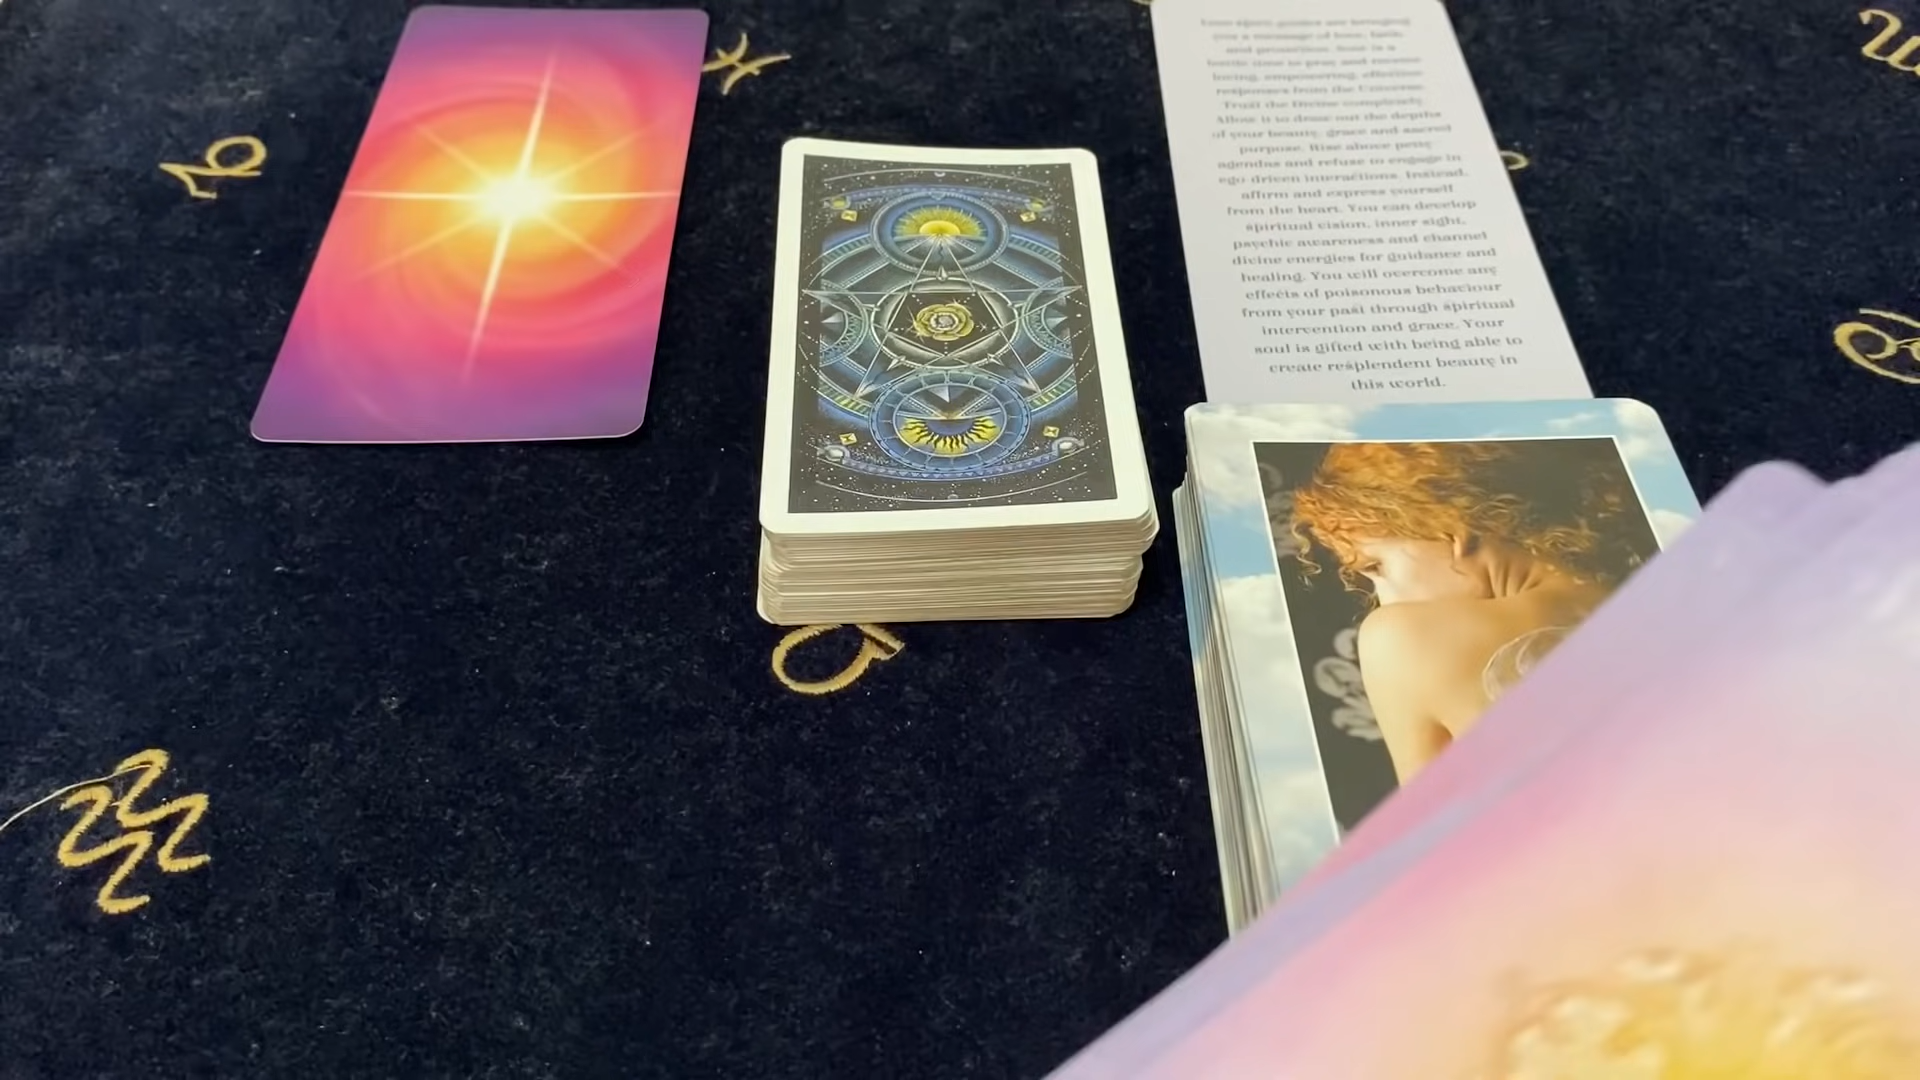 Your spirit guides are bringing
you a message of love, faith,
and protection. Now is a
time to pray and receive
loving, empowering, effective
responses from the Universe.
Trust the Divine completely.
Allow it to draw out the depths
of your beauty, grace and sacred
purpose. Rise above petty
agendas and refuse to engage in
ego driven interactions. Instead,
affirm and express yourself
from the heart. You can develop
spiritual vision, inner sight,
psychic awareness and channel
divine energies for guidance and
healing. You will overcome any
effects of poisonous behaviour
from your past through spiritual
intervention and grace. Your
soul is gifted with being able to
create resplendent beauty in
this world.